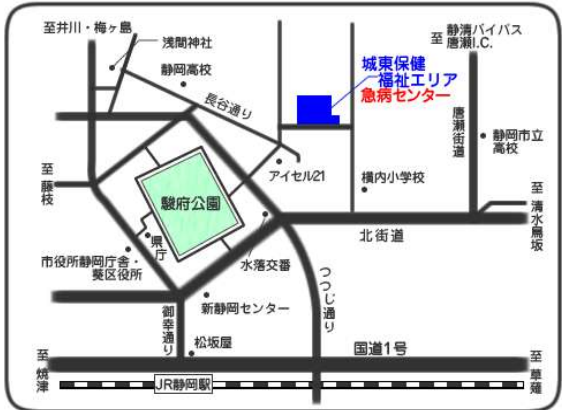 至井川・梅ヶ島
浅間神社
静岡高校
長谷通り
至
静清バイパス
唐瀬I.C.
城東保健
福祉エリア
急病センター
唐瀬街道
静岡市立
高校
アイセル21
横内小学校
至
藤枝
駿府公園
至
清水鳥坂
県庁
市役所静岡庁舎・
葵区役所
水落交番
北街道
つつじ通り
新静岡センター
御幸通り
松坂屋
国道1号
至
焼津
JR静岡駅
至
草薙